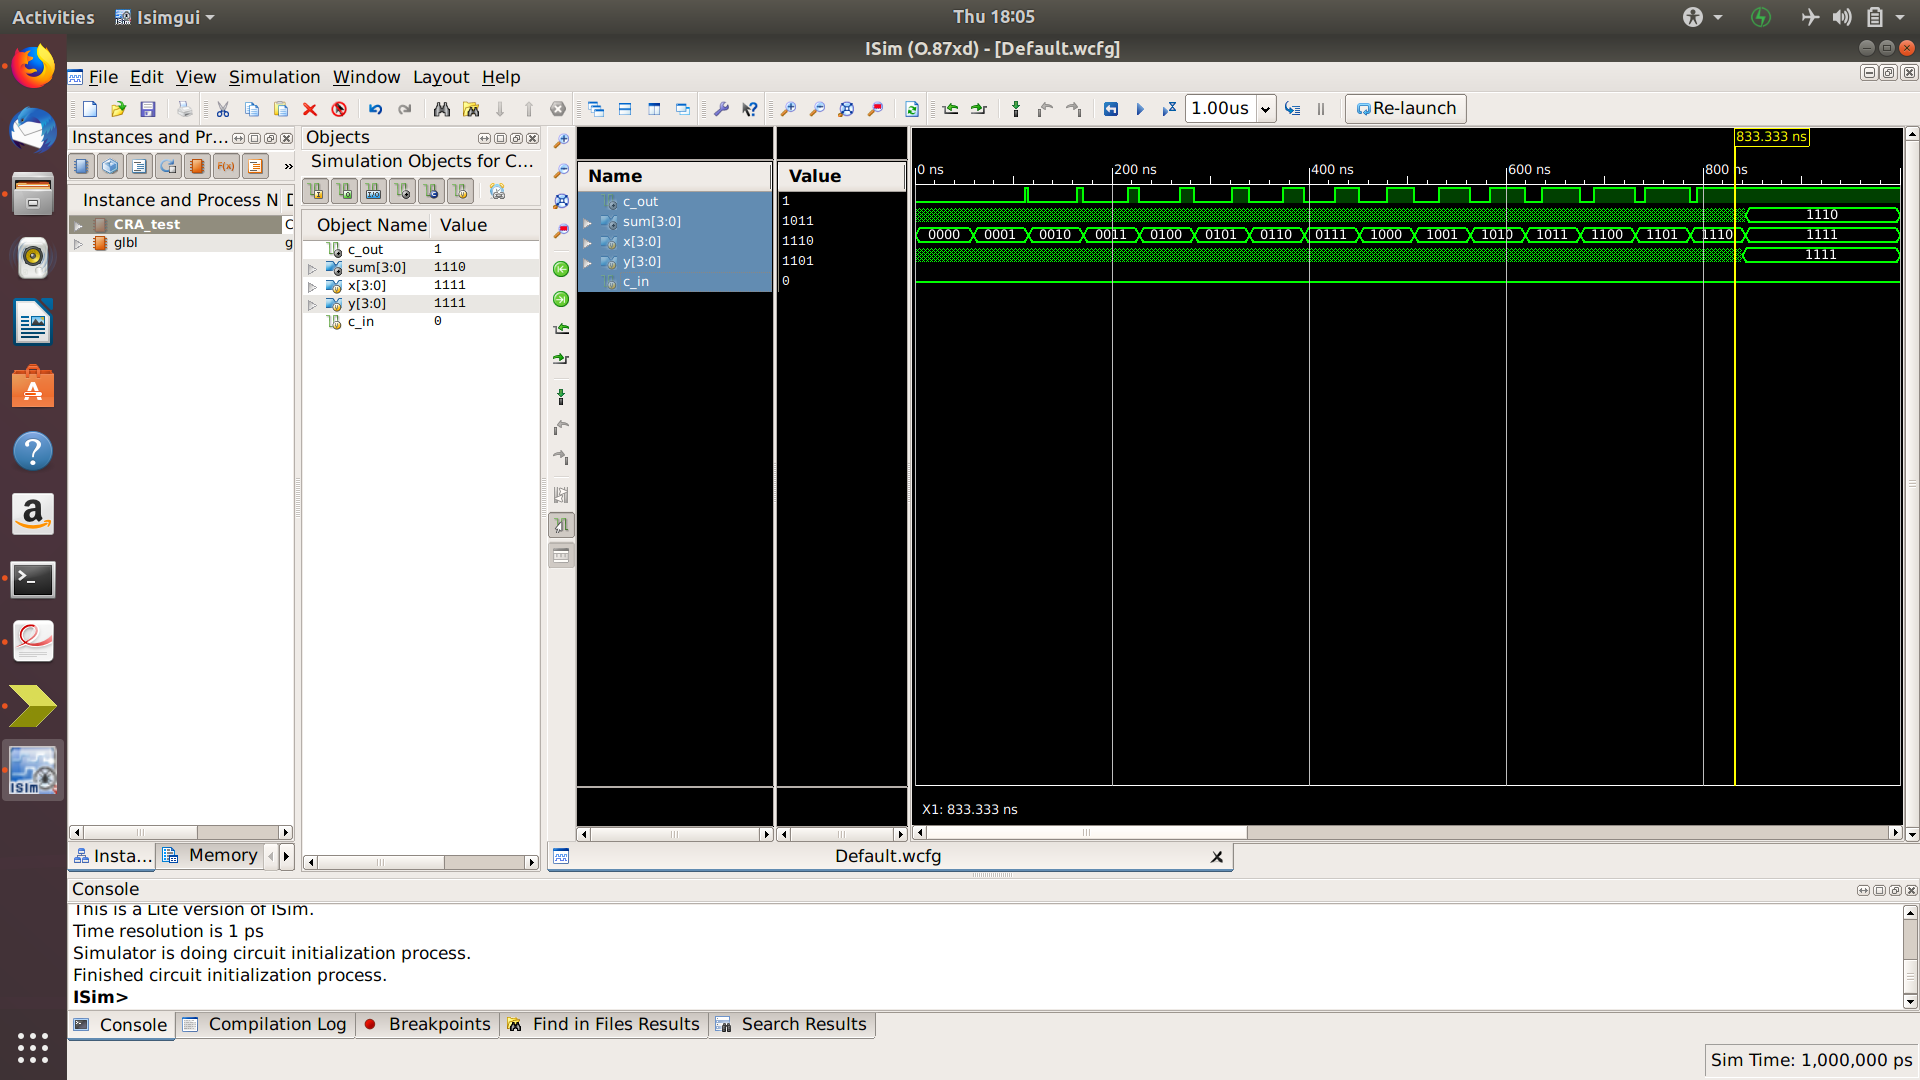 Activities
Isimgui
Thu 18:05
ISim (O.87xd) - [Default.wcfg]
File Edit View Simulation Window Layout Help
1.00us
Re-launch
Instances and Pr...
Objects
Simulation Objects for C...
Instance and Process N D
CRA_test C
glbl g
Object Name Value
c_out 1
sum[3:0] 1110
x[3:0] 1111
y[3:0] 1111
c_in 0
Name Value
c_out 1
sum[3:0] 1011
x[3:0] 1110
y[3:0] 1101
c_in 0
833.333 ns
0 ns 200 ns 400 ns 600 ns 800 ns
1110
0000 0001 0010 0011 0100 0101 0110 0111 1000 1001 1010 1011 1100 1101 1110 1111
1111
X1: 833.333 ns
Insta... Memory
Default.wcfg
Console
This is a Lite version of ISim.
Time resolution is 1 ps
Simulator is doing circuit initialization process.
Finished circuit initialization process.
ISim>
Console Compilation Log Breakpoints Find in Files Results Search Results
Sim Time: 1,000,000 ps